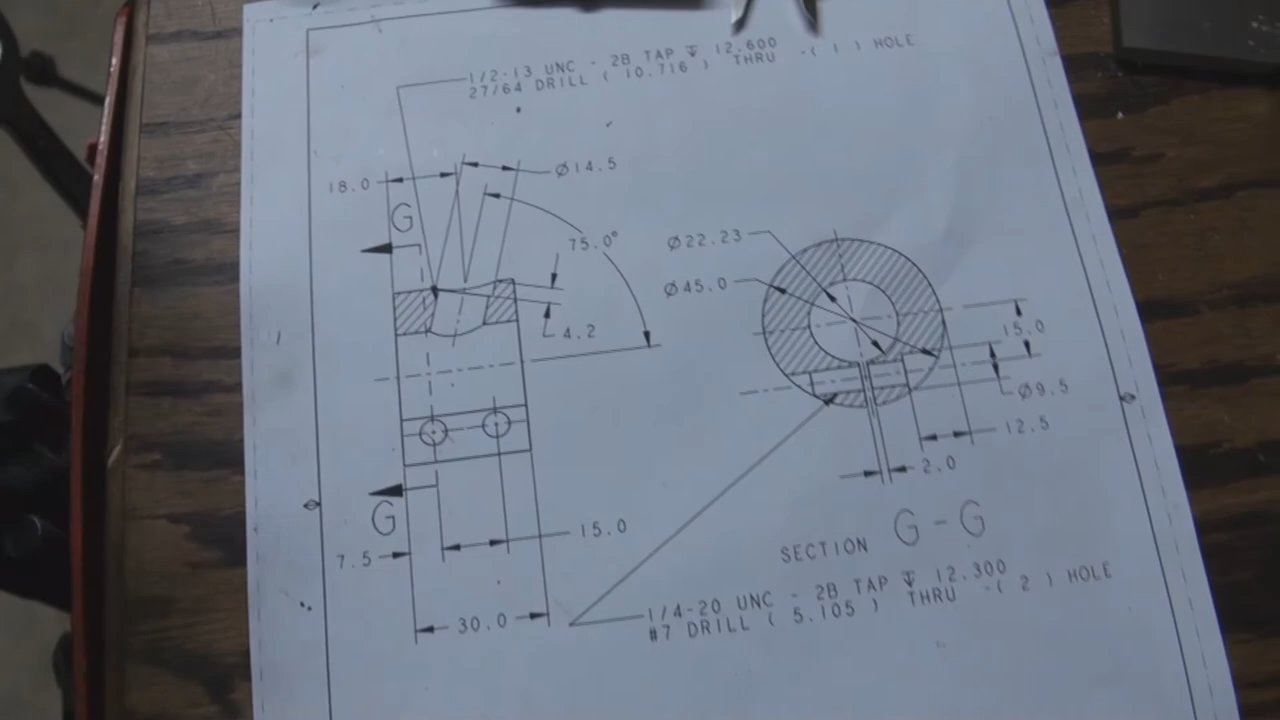 1/2-13 UNC - 2B TAP ↧ 12.600
27/64 DRILL ( 10.716 ) THRU -( 1 ) HOLE
18.0
Ø14.5
G
75.0°
4.2
Ø22.23
Ø45.0
15.0
Ø9.5
12.5
2.0
G
7.5
15.0
30.0
SECTION G-G
1/4-20 UNC - 2B TAP ↧ 12.300
#7 DRILL ( 5.105 ) THRU -( 2 ) HOLE